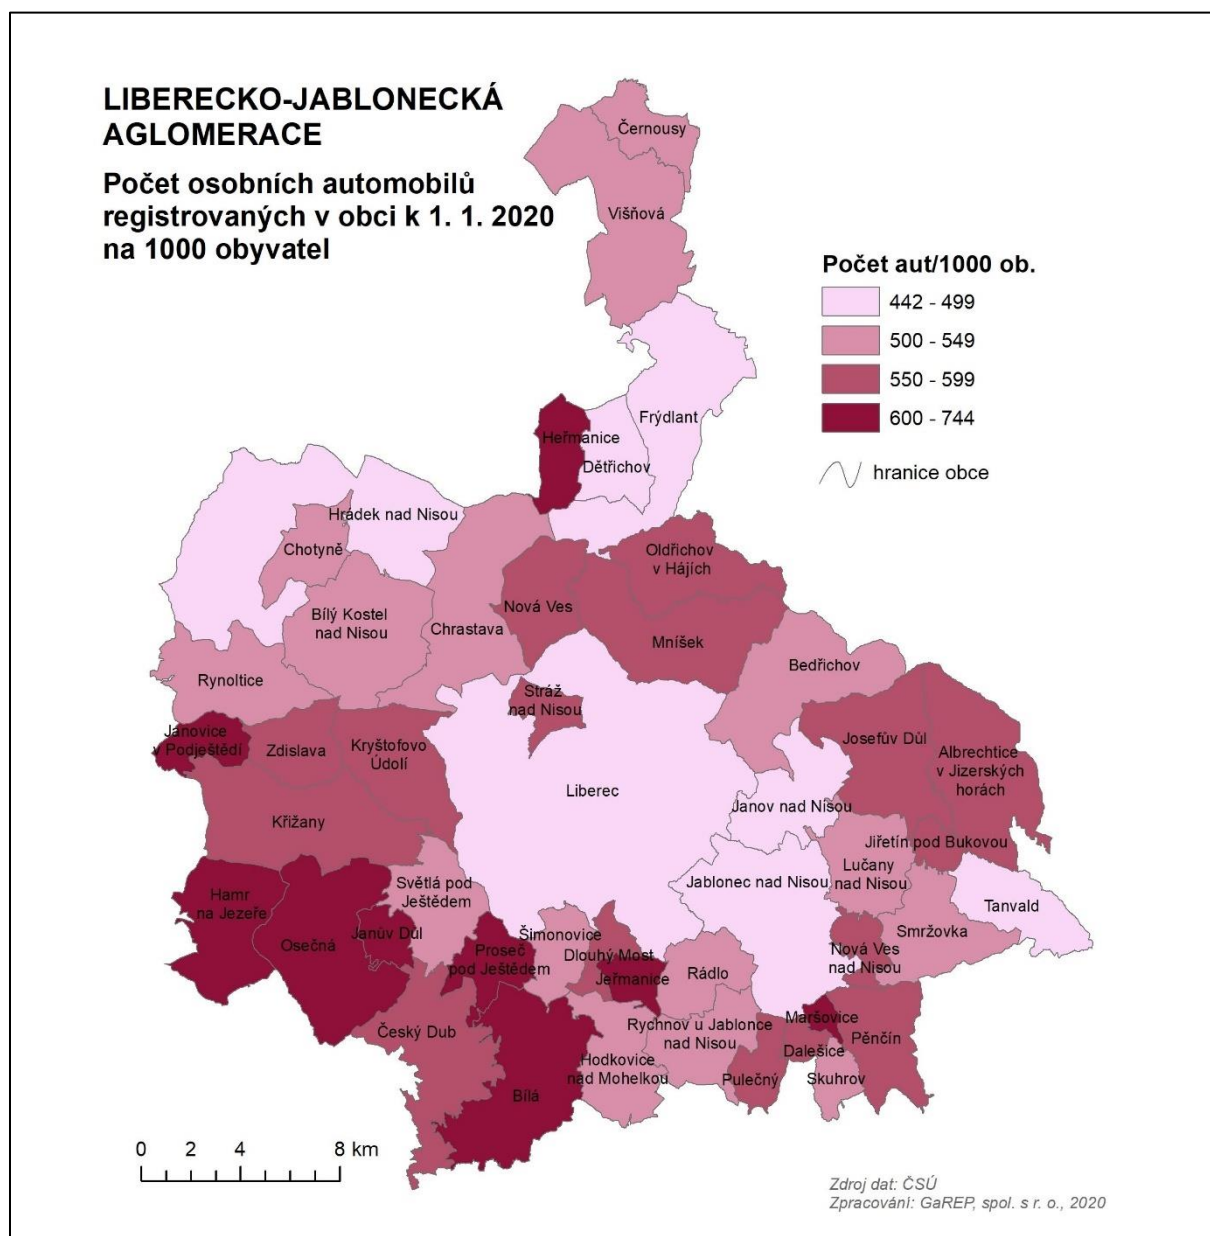 LIBERECKO-JABLONECKÁ
AGLOMERACE
Počet osobních automobilů
registrovaných v obci k 1. 1. 2020
na 1000 obyvatel
Počet aut/1000 ob.
442 - 499
500 - 549
550 - 599
600 - 744
hranice obce
Černousy
Višňová
Frýdlant
Heřmanice
Dětřichov
Hrádek nad Nisou
Chotyně
Oldřichov
v Hájích
Nová Ves
Bílý Kostel
nad Nisou
Chrastava
Mníšek
Bedřichov
Rynoltice
Stráž
nad Nisou
Janovice
v Podještědí
Zdislava
Kryštofovo
Údolí
Josefův Důl
Albrechtice
v Jizerských
horách
Liberec
Janov nad Nisou
Křižany
Jiřetín pod Bukovou
Lučany
nad Nisou
Jablonec nad Nisou
Světlá pod
Ještědem
Hamr
na Jezeře
Tanvald
Osečná
Janův Důl
Šimonovice
Smržovka
Proseč
pod Ještědem
Dlouhý Most
Nová Ves
nad Nisou
Jeřmanice
Rádlo
Maršovice
Rychnov u Jablonce
nad Nisou
Český Dub
Pěnčín
Dalešice
Hodkovice
nad Mohelkou
Pulečný
Skuhrov
Bílá
0 2 4 8 km
Zdroj dat: ČSÚ
Zpracování: GaREP, spol. s r. o., 2020